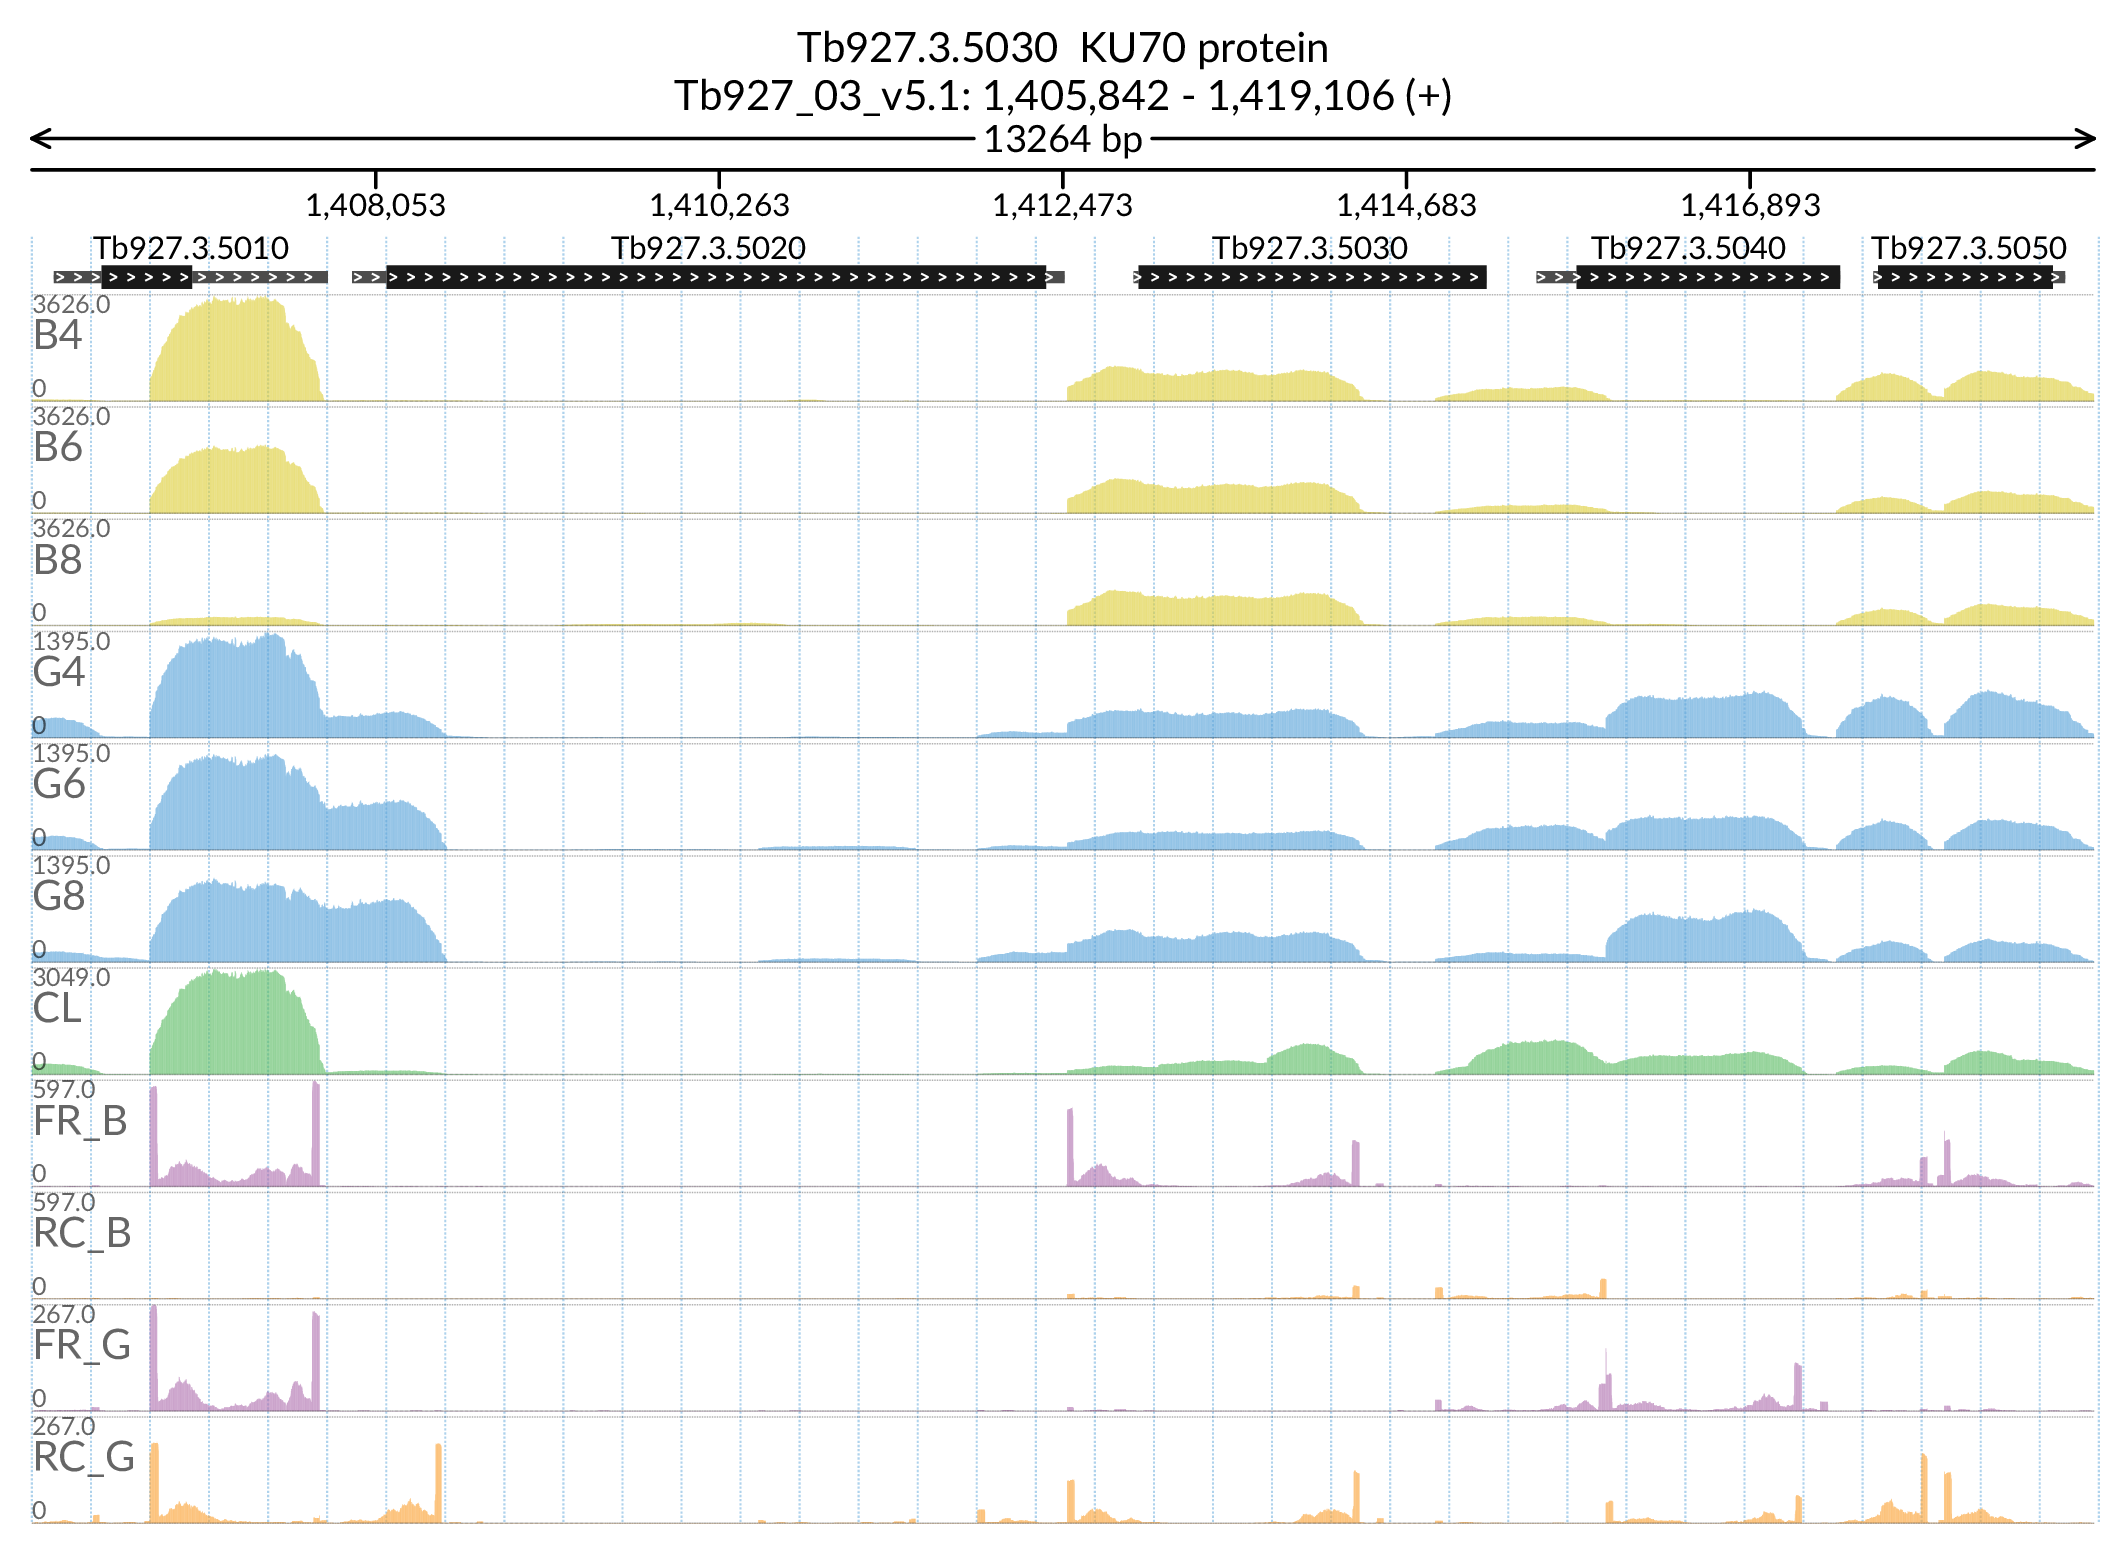 Tb927.3.5030  KU70 protein
Tb927_03_v5.1: 1,405,842 - 1,419,106 (+)
13264 bp
1,408,053 1,410,263 1,412,473 1,414,683 1,416,893
Tb927.3.5010 Tb927.3.5020 Tb927.3.5030 Tb927.3.5040 Tb927.3.5050
3626.0
B4
0
3626.0
B6
0
3626.0
B8
0
1395.0
G4
0
1395.0
G6
0
1395.0
G8
0
3049.0
CL
0
597.0
FR_B
0
597.0
RC_B
0
267.0
FR_G
0
267.0
RC_G
0